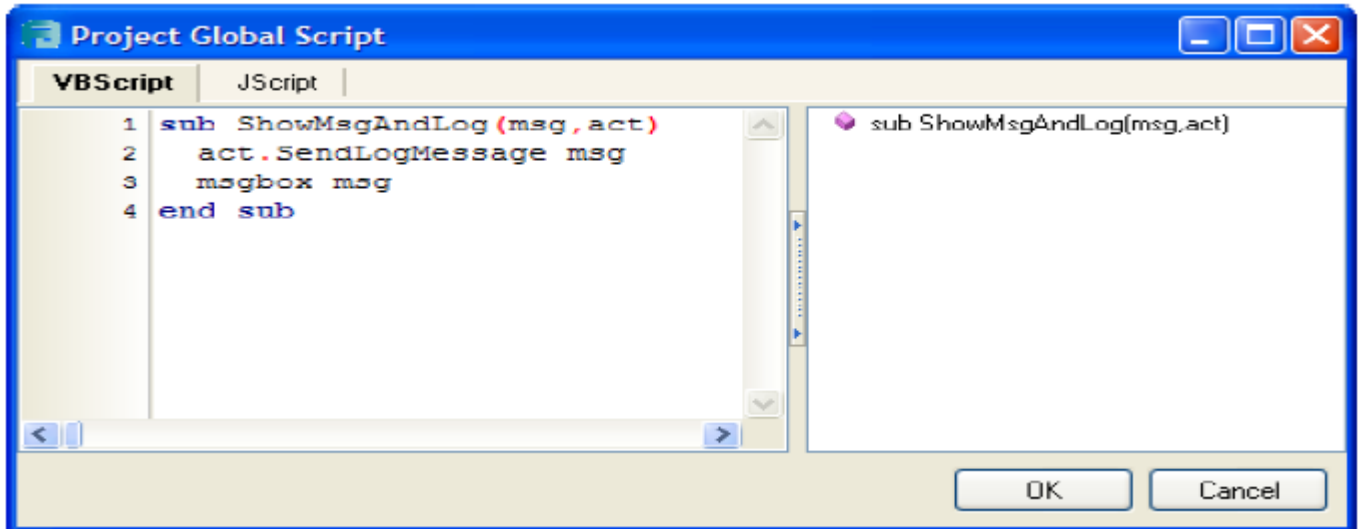 Project Global Script
VBScript JScript
1 sub ShowMsgAndLog(msg,act)
2 act.SendLogMessage msg
3 msgbox msg
4 end sub
sub ShowMsgAndLog(msg,act)
OK Cancel